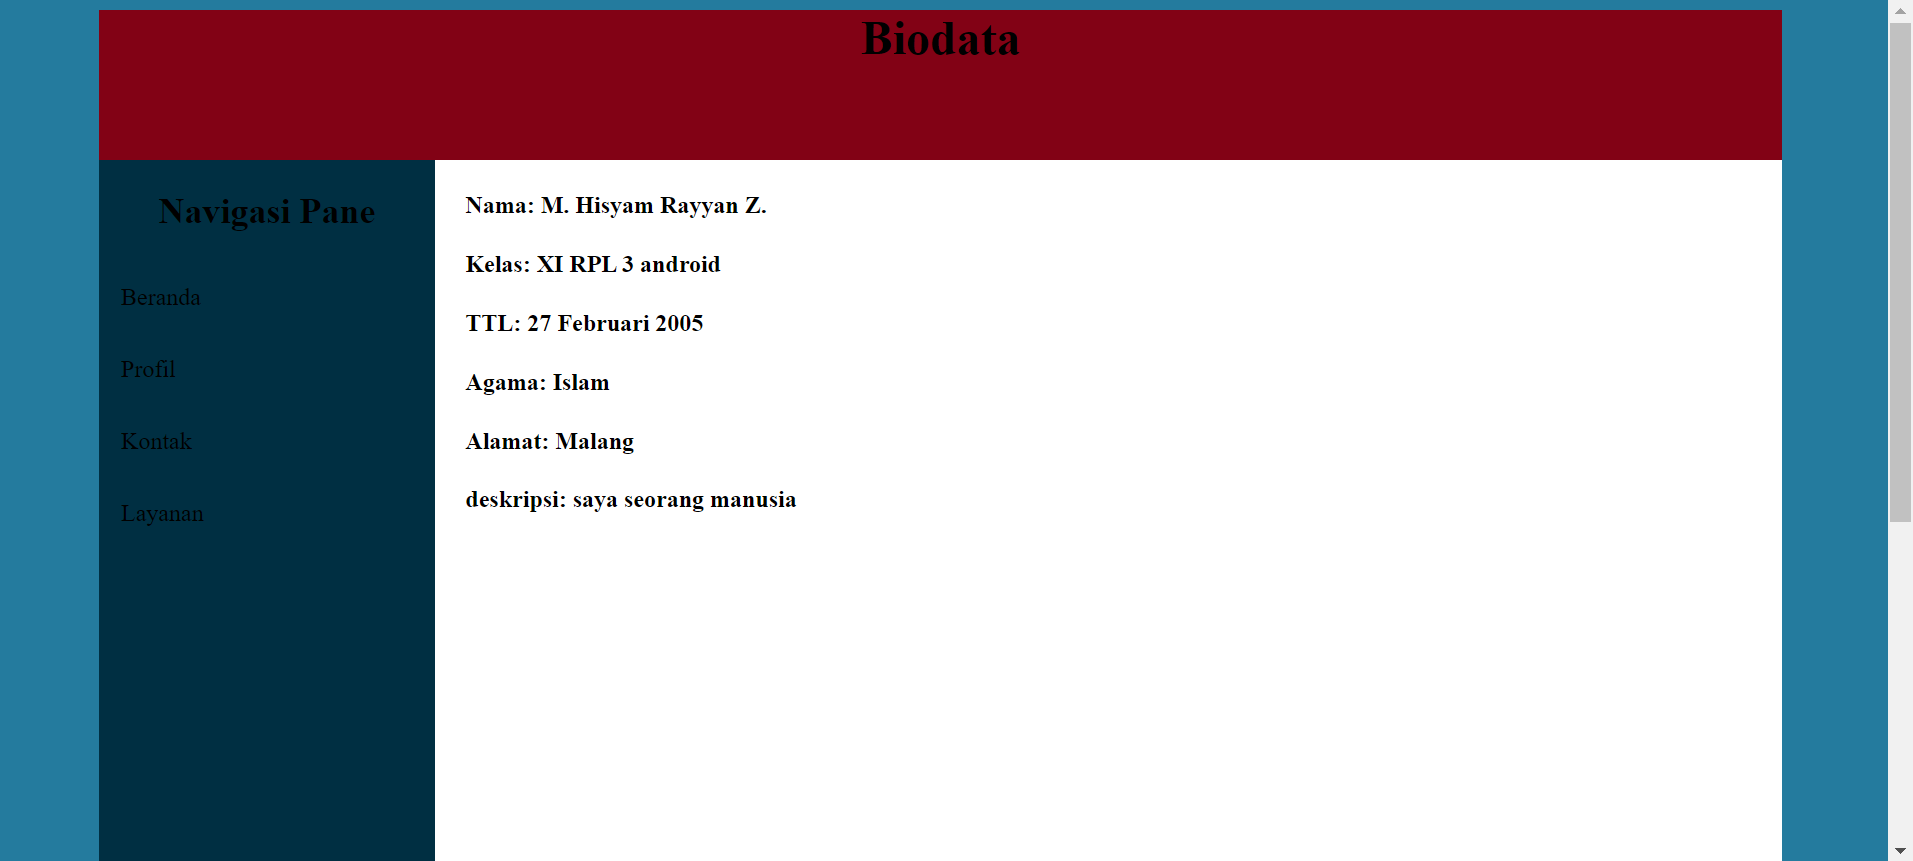 Biodata
Navigasi Pane
Beranda
Profil
Kontak
Layanan
Nama: M. Hisyam Rayyan Z.
Kelas: XI RPL 3 android
TTL: 27 Februari 2005
Agama: Islam
Alamat: Malang
deskripsi: saya seorang manusia